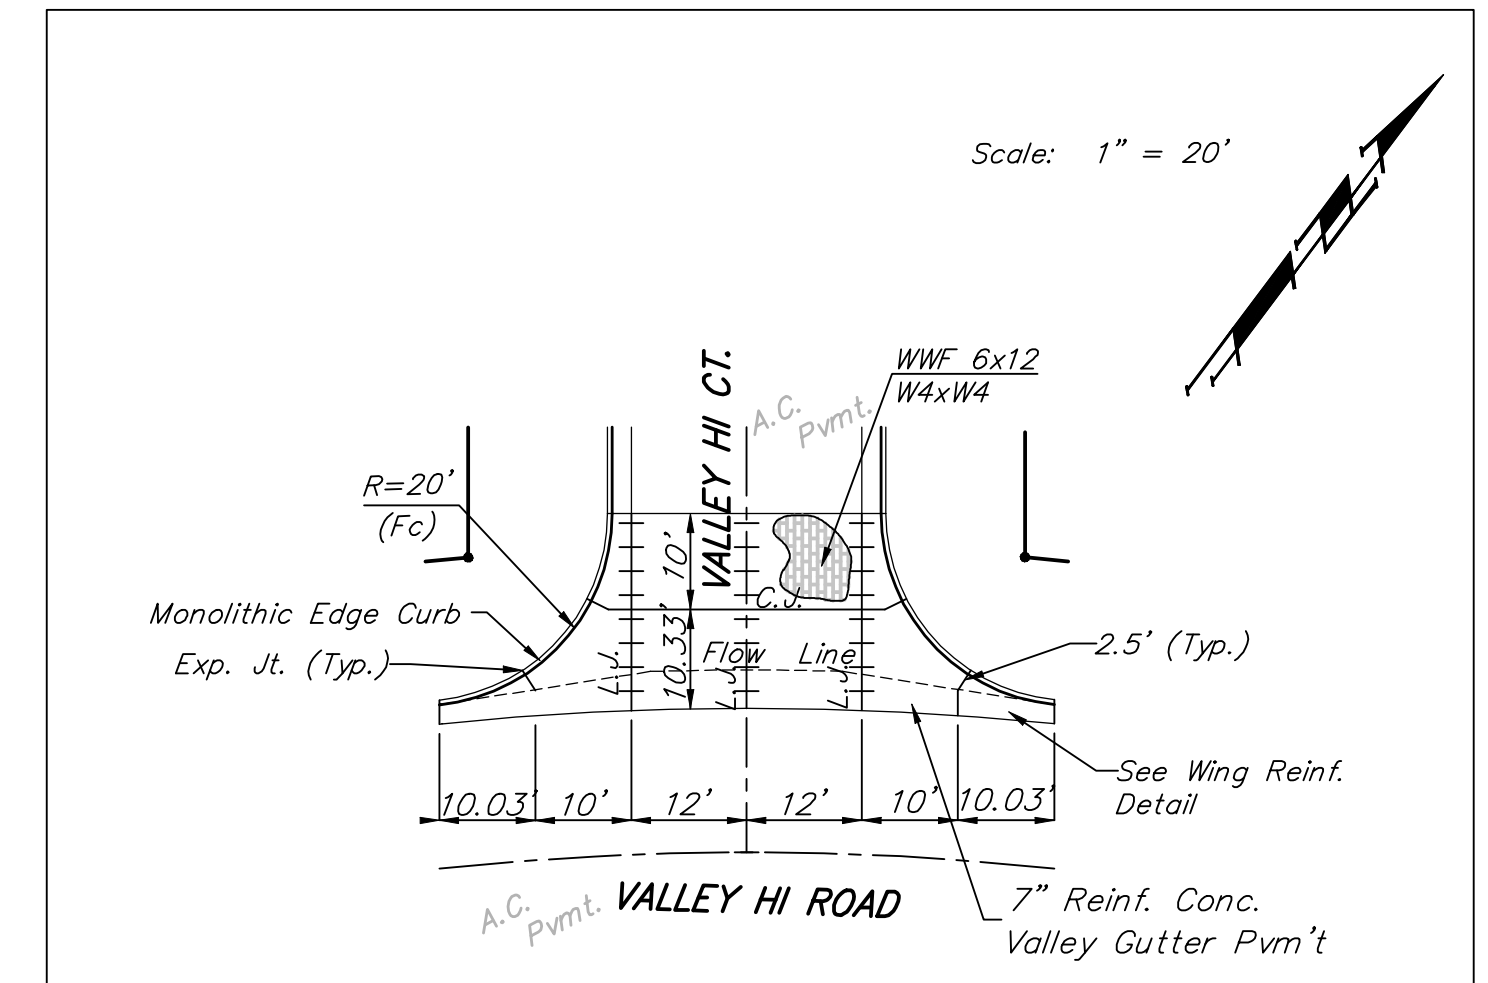 Scale: 1” = 20’
WWF 6x12
W4xW4
VALLEY HI CT.
A.C.
Pvmt.
R=20’
(Fc)
10’
C.J.
Monolithic Edge Curb
Exp. Jt. (Typ.)
10.33’
Flow Line
L.J.
L.J.
L.J.
2.5’ (Typ.)
See Wing Reinf.
Detail
10.03’ 10’ 12’ 12’ 10’ 10.03’
A.C.
Pvmt.
VALLEY HI ROAD
7” Reinf. Conc.
Valley Gutter Pvm’t